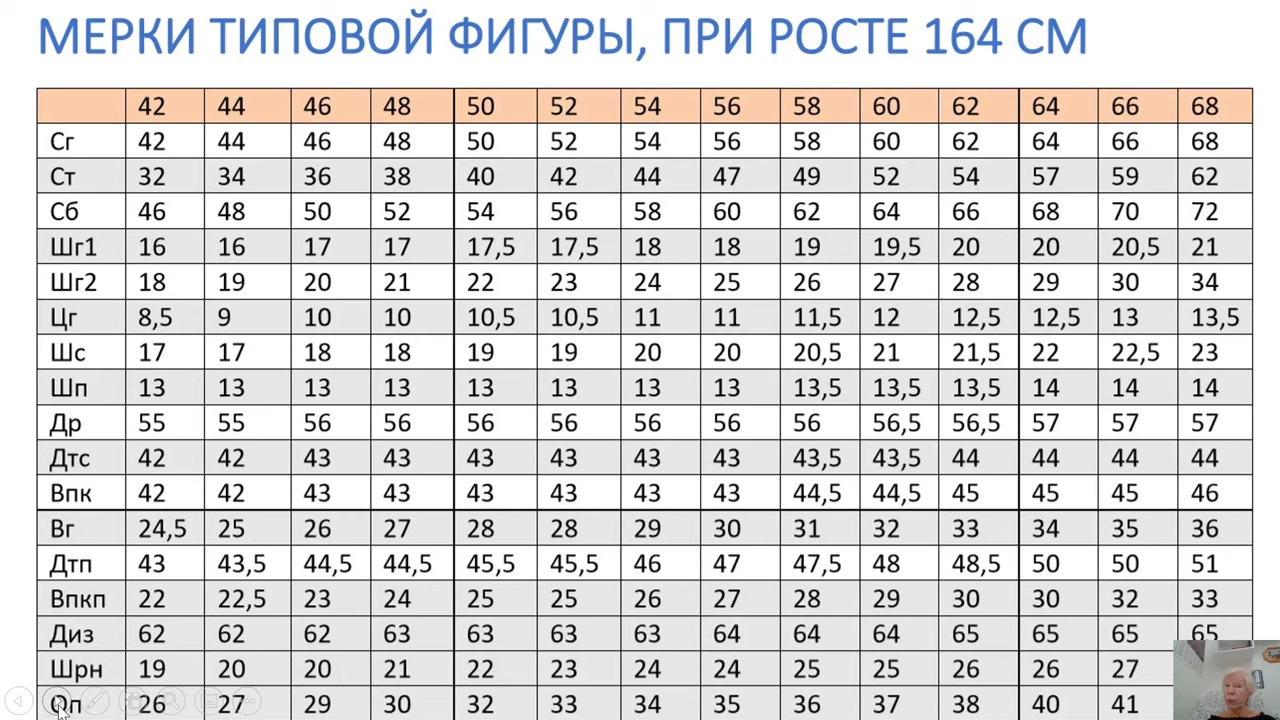 МЕРКИ ТИПОВОЙ ФИГУРЫ, ПРИ РОСТЕ 164 СМ
42 44 46 48 50 52 54 56 58 60 62 64 66 68
Сг 42 44 46 48 50 52 54 56 58 60 62 64 66 68
Ст 32 34 36 38 40 42 44 47 49 52 54 57 59 62
Сб 46 48 50 52 54 56 58 60 62 64 66 68 70 72
Шг1 16 16 17 17 17,5 17,5 18 18 19 19,5 20 20 20,5 21
Шг2 18 19 20 21 22 23 24 25 26 27 28 29 30 34
Цг 8,5 9 10 10 10,5 10,5 11 11 11,5 12 12,5 12,5 13 13,5
Шс 17 17 18 18 19 19 20 20 20,5 21 21,5 22 22,5 23
Шп 13 13 13 13 13 13 13 13 13,5 13,5 13,5 14 14 14
Др 55 55 56 56 56 56 56 56 56 56,5 56,5 57 57 57
Дтс 42 42 43 43 43 43 43 43 43,5 43,5 44 44 44 44
Впк 42 42 43 43 43 43 43 43 44,5 44,5 45 45 45 46
Вг 24,5 25 26 27 28 28 29 30 31 32 33 34 35 36
Дтп 43 43,5 44,5 44,5 45,5 45,5 46 47 47,5 48 48,5 50 50 51
Впкп 22 22,5 23 24 25 25 26 27 28 29 30 30 32 33
Диз 62 62 62 63 63 63 63 64 64 64 65 65 65 65
Шрн 19 20 20 21 22 23 24 24 25 25 26 26 27
Оп 26 27 29 30 32 33 34 35 36 37 38 40 41